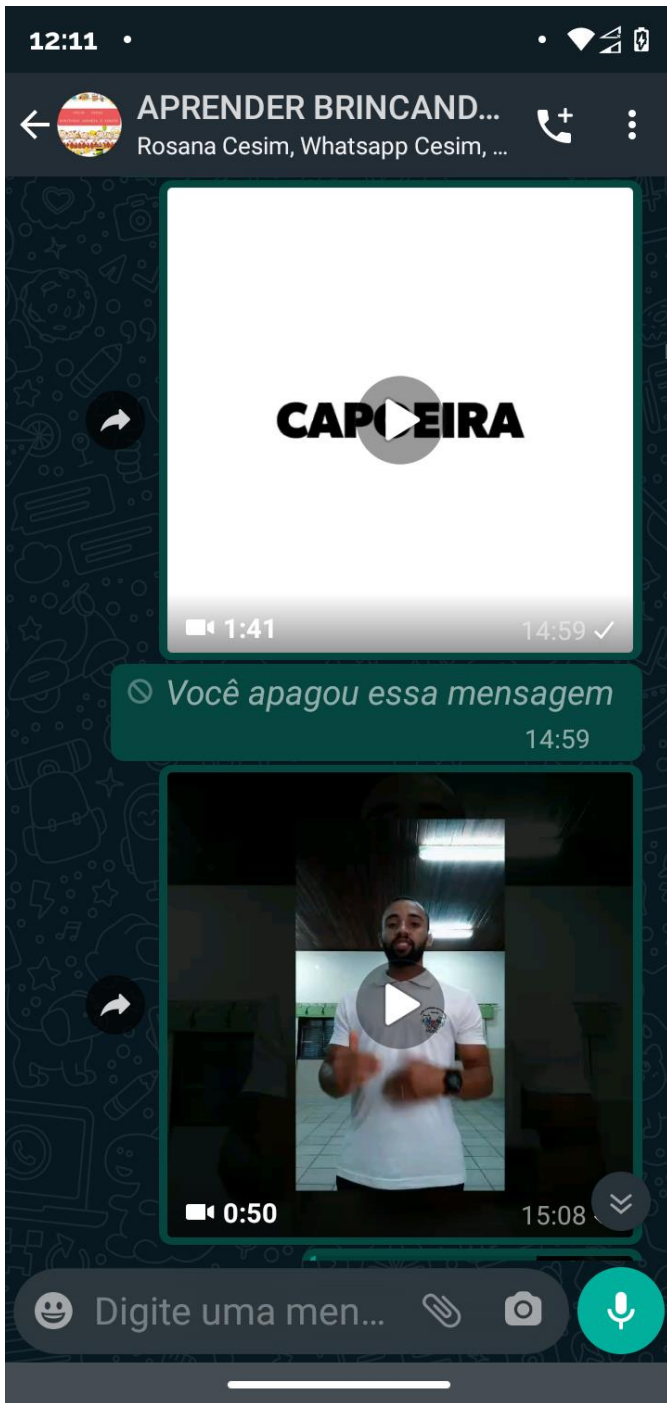 12:11
APRENDER BRINCAND...
Rosana Cesim, Whatsapp Cesim, ...
CAPOEIRA
1:41 14:59
Você apagou essa mensagem
14:59
0:50 15:08
Digite uma men...